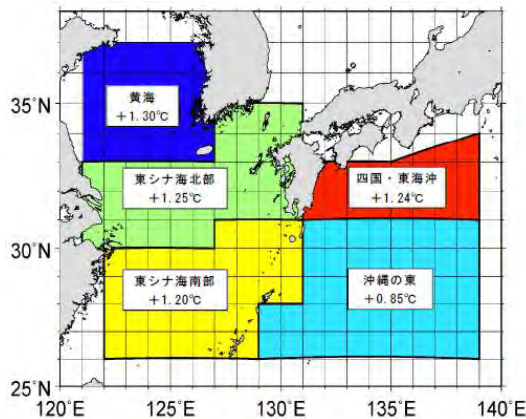 黄海
+1.30℃
東シナ海北部
+1.25℃
四国・東海沖
+1.24℃
東シナ海南部
+1.20℃
沖縄の東
+0.85℃
35°N
30°N
25°N
120°E
125°E
130°E
135°E
140°E